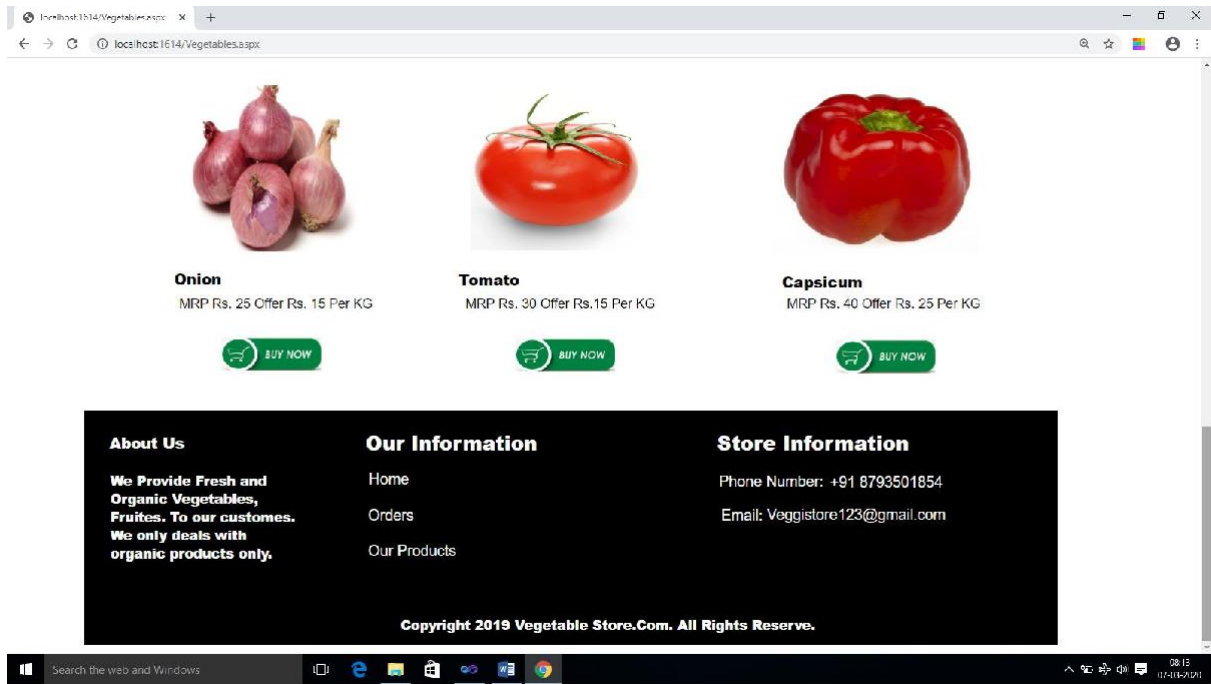 localhost:1614/Vegetables.aspx
localhost:1614/Vegetables.aspx
Onion
MRP Rs. 25 Offer Rs. 15 Per KG
BUY NOW
Tomato
MRP Rs. 30 Offer Rs.15 Per KG
BUY NOW
Capsicum
MRP Rs. 40 Offer Rs. 25 Per KG
BUY NOW
About Us
We Provide Fresh and
Organic Vegetables,
Fruites. To our customes.
We only deals with
organic products only.
Our Information
Home
Orders
Our Products
Store Information
Phone Number: +91 8793501854
Email: Veggistore123@gmail.com
Copyright 2019 Vegetable Store.Com. All Rights Reserve.
Search the web and Windows
08:13
07-03-2020